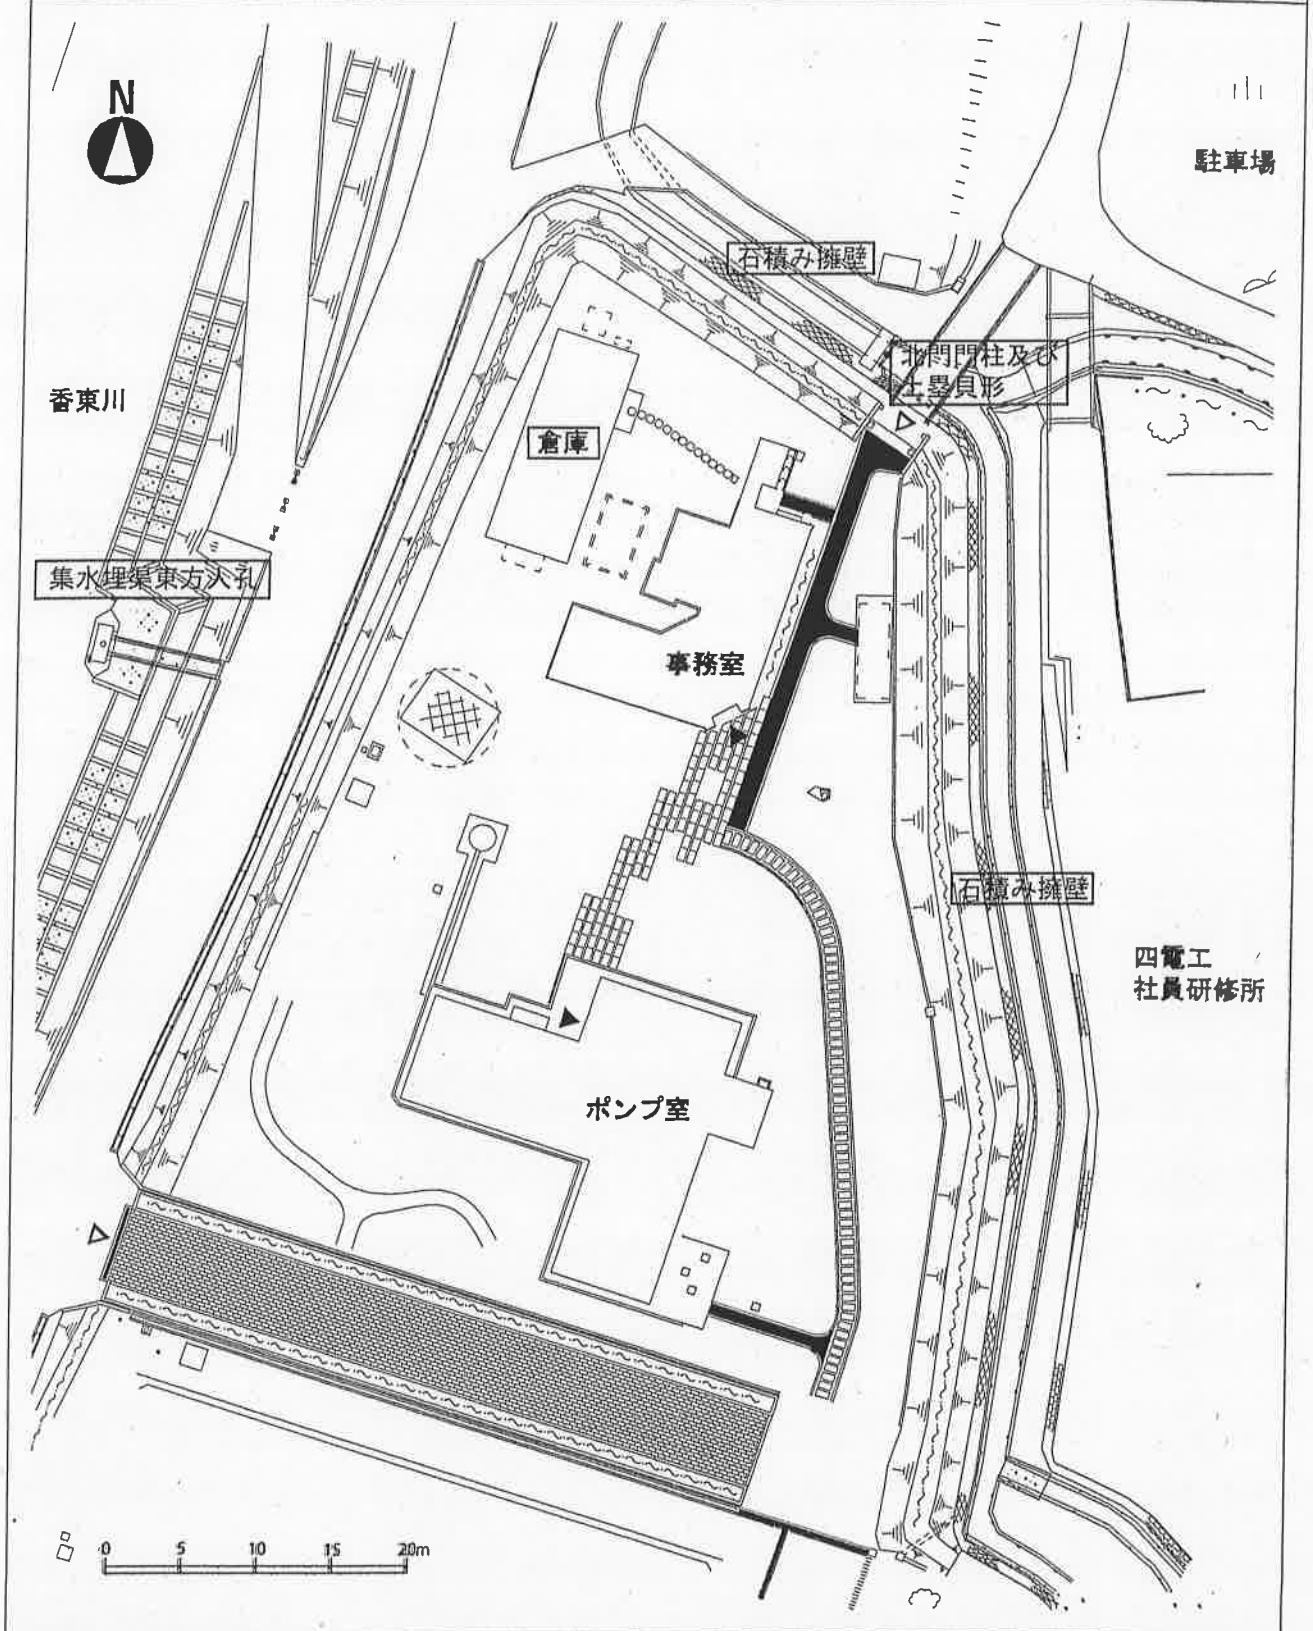 N
駐車場
石積み擁壁
北門門柱及び
土塁貝形
香東川
倉庫
集水埋渠東方人孔
事務室
石積み擁壁
四電工
社員研修所
ポンプ室
0 5 10 15 20m